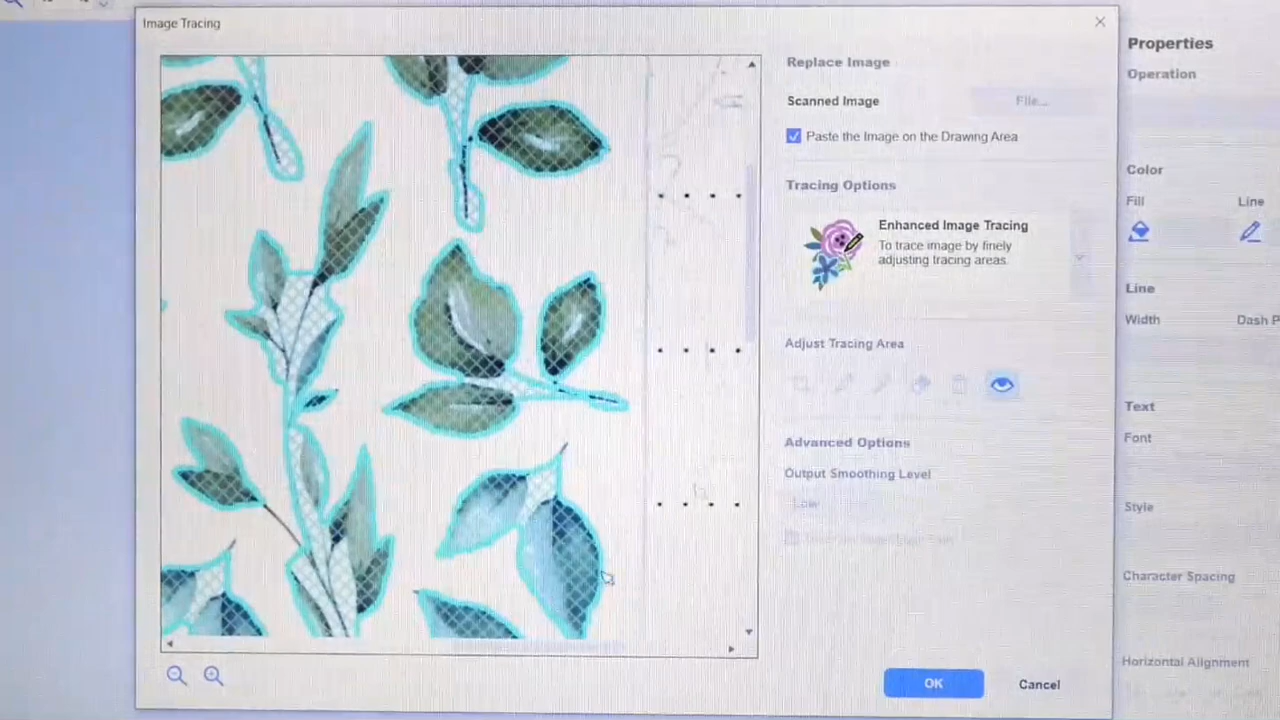 Image Tracing
Replace Image
Scanned Image
File...
Paste the Image on the Drawing Area
Tracing Options
Enhanced Image Tracing
To trace image by finely
adjusting tracing areas.
Adjust Tracing Area
Advanced Options
Output Smoothing Level
Low
OK
Cancel
Properties
Operation
Color
Fill
Line
Line
Width
Dash P
Text
Font
Style
Character Spacing
Horizontal Alignment